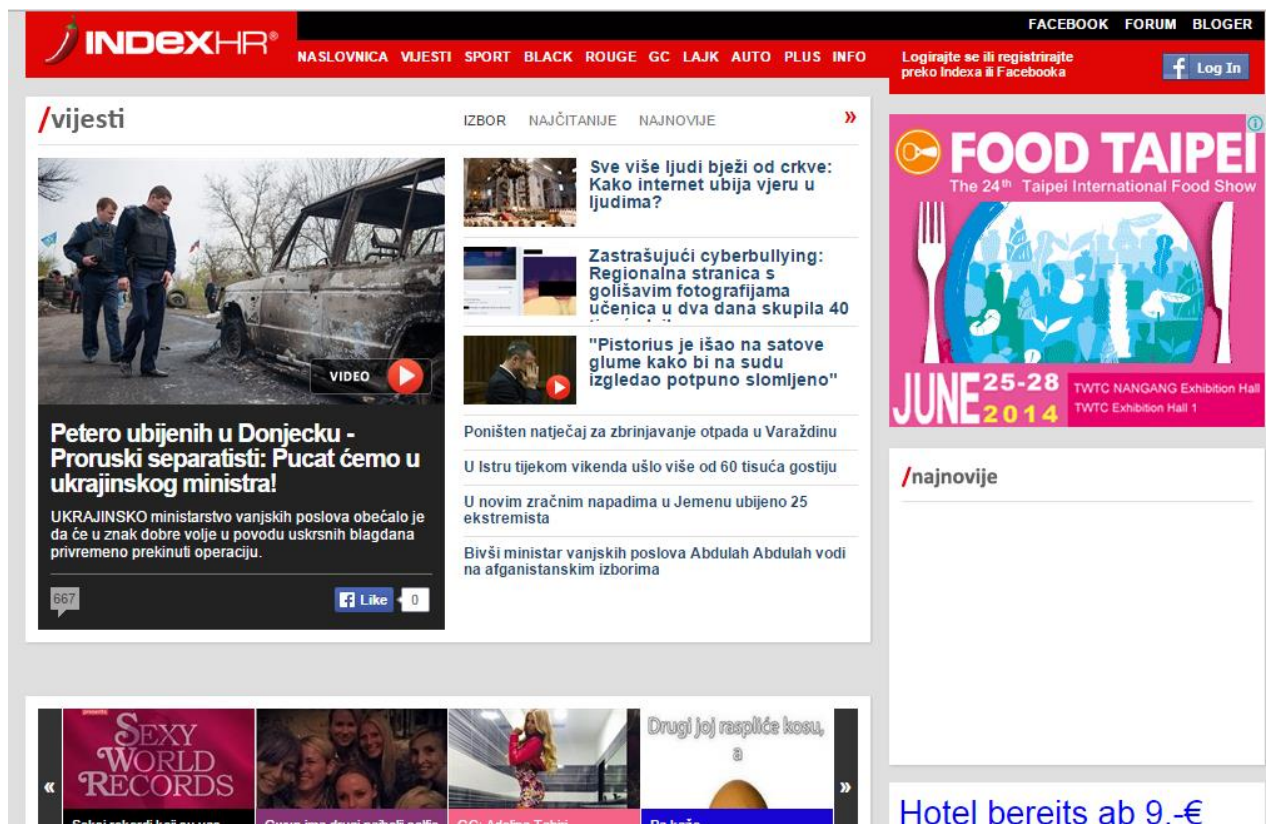 INDEXHR®
FACEBOOK FORUM BLOGER
NASLOVNICA VIJESTI SPORT BLACK ROUGE GC LAJK AUTO PLUS INFO
Logirajte se ili registrirajte
preko Indexa ili Facebooka
f Log In
/vijesti
IZBOR NAJČITANIJE NAJNOVIJE »
VIDEO
Petero ubijenih u Donjecku -
Proruski separatisti: Pucat ćemo u
ukrajinskog ministra!
UKRAJINSKO ministarstvo vanjskih poslova obećalo je
da će u znak dobre volje u povodu uskrsnih blagdana
privremeno prekinuti operaciju.
667
f Like 0
Sve više ljudi bježi od crkve:
Kako internet ubija vjeru u
ljudima?
Zastrašujući cyberbullying:
Regionalna stranica s
golišavim fotografijama
učenica u dva dana skupila 40
"Pistorius je išao na satove
glume kako bi na sudu
izgledao potpuno slomljeno"
Poništen natječaj za zbrinjavanje otpada u Varaždinu
U Istru tijekom vikenda ušlo više od 60 tisuća gostiju
U novim zračnim napadima u Jemenu ubijeno 25
ekstremista
Bivši ministar vanjskih poslova Abdulah Abdulah vodi
na afganistanskim izborima
FOOD TAIPEI
The 24th Taipei International Food Show
JUNE 25-28
2014
TWTC NANGANG Exhibition Hall
TWTC Exhibition Hall 1
/najnovije
«
presents
SEXY
WORLD
RECORDS
Drugi joj raspliće kosu,
a
»
Hotel bereits ab 9,-€